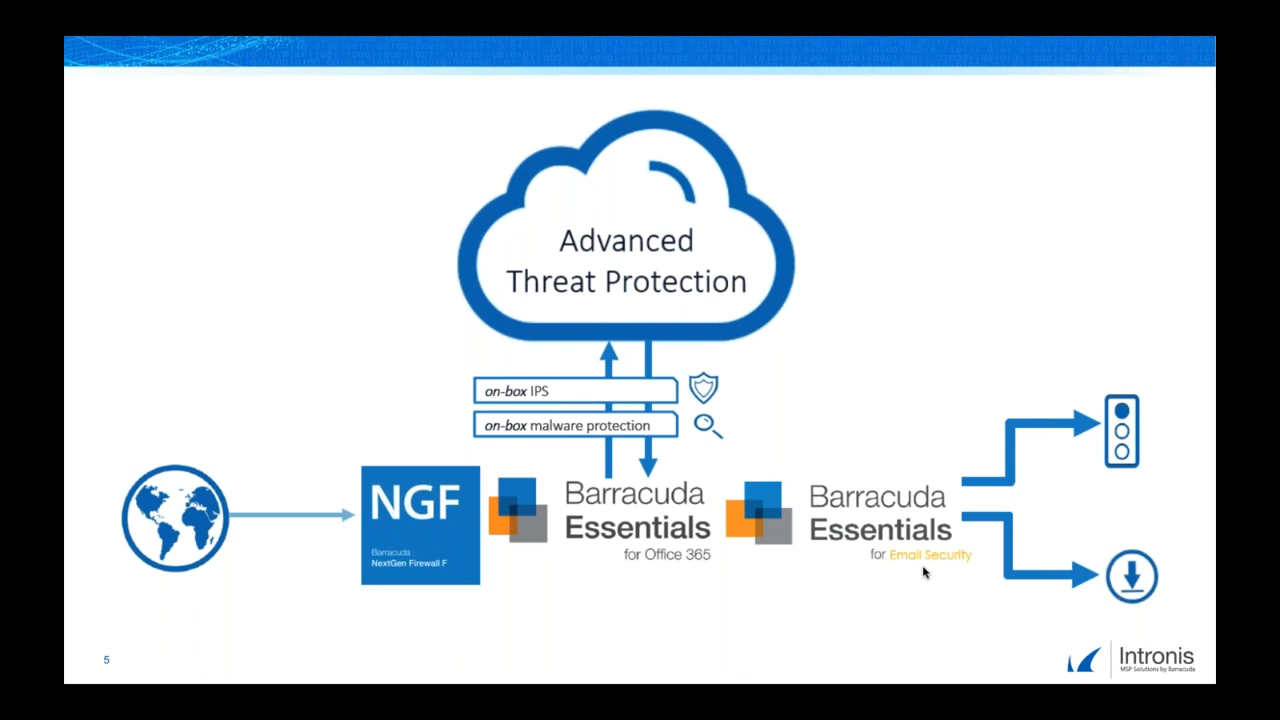 Advanced
Threat Protection
on-box IPS
on-box malware protection
NGF
Barracuda
NextGen Firewall F
Barracuda
Essentials
for Office 365
Barracuda
Essentials
for Email Security
5
Intronis
MSP Solutions by Barracuda